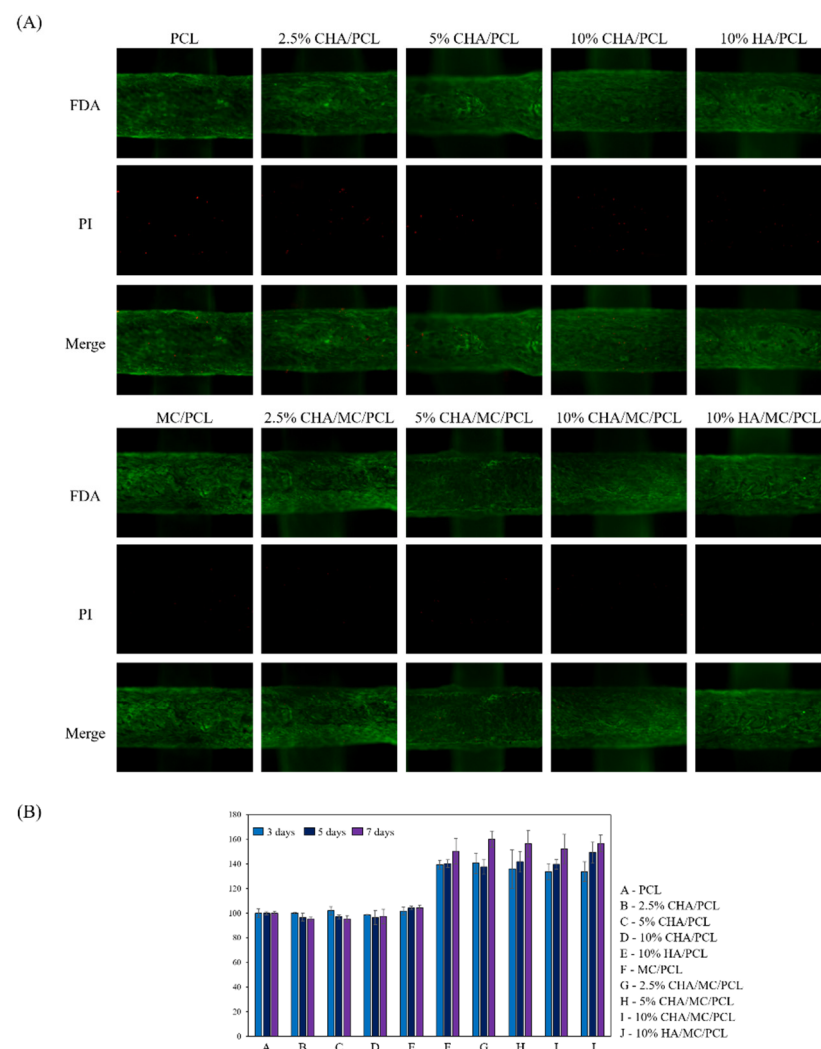 (A)
PCL 2.5% CHA/PCL 5% CHA/PCL 10% CHA/PCL 10% HA/PCL
FDA
PI
Merge
MC/PCL 2.5% CHA/MC/PCL 5% CHA/MC/PCL 10% CHA/MC/PCL 10% HA/MC/PCL
FDA
PI
Merge
(B)
180
3 days 5 days 7 days
160
140
120
100
80
60
40
20
0
A B C D E F G H I J
A - PCL
B - 2.5% CHA/PCL
C - 5% CHA/PCL
D - 10% CHA/PCL
E - 10% HA/PCL
F - MC/PCL
G - 2.5% CHA/MC/PCL
H - 5% CHA/MC/PCL
I - 10% CHA/MC/PCL
J - 10% HA/MC/PCL